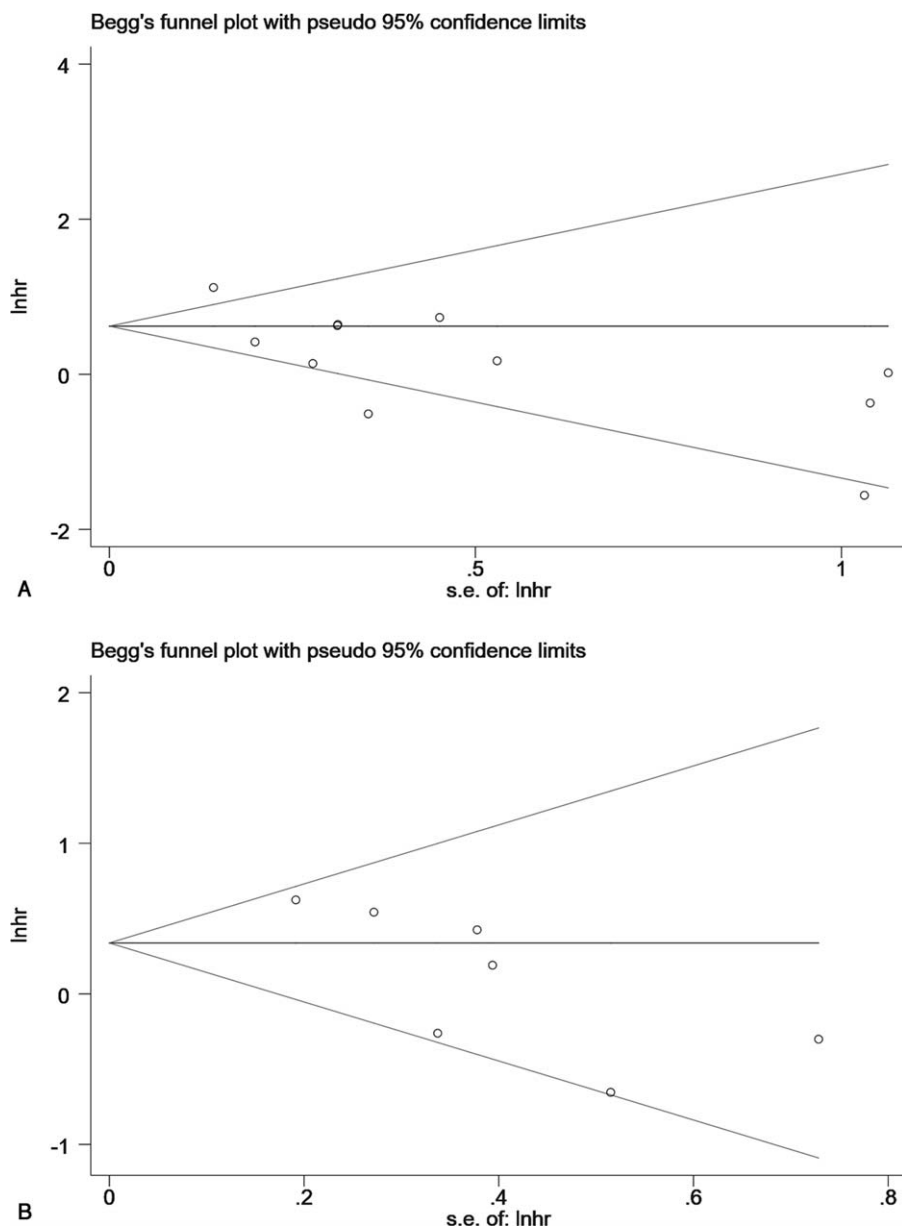 Begg's funnel plot with pseudo 95% confidence limits
4
2
0
-2
lnhr
0 .5 1
s.e. of: lnhr
A
Begg's funnel plot with pseudo 95% confidence limits
2
1
0
-1
lnhr
0 .2 .4 .6 .8
s.e. of: lnhr
B